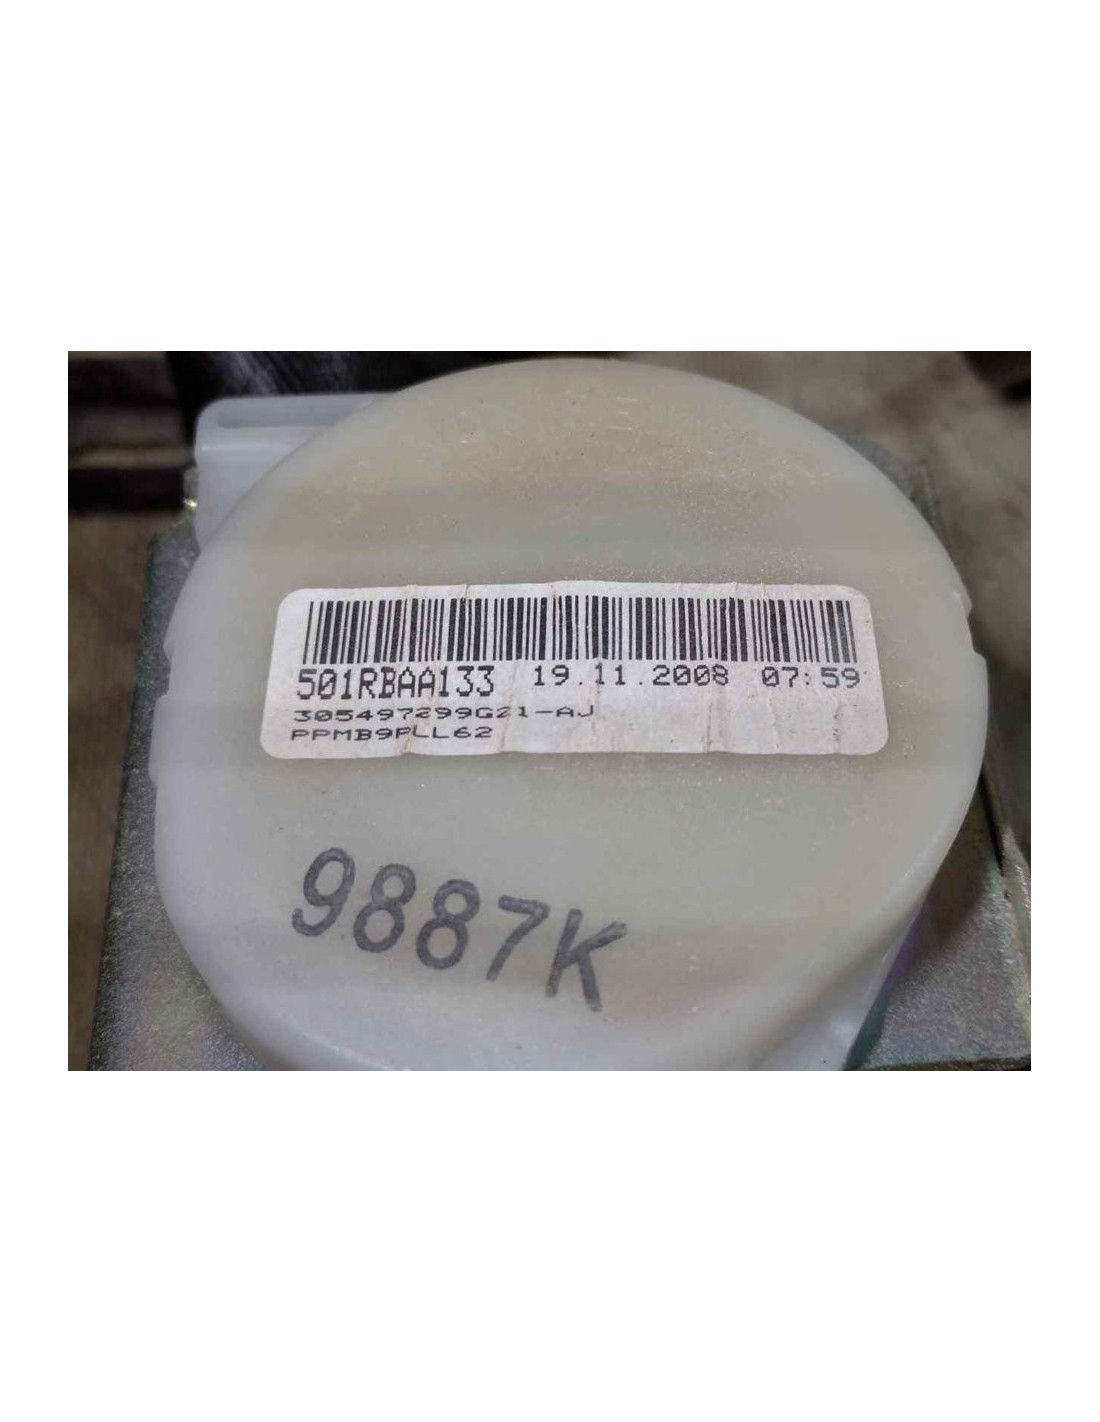 501RBAA133 19.11.2008 07:59
305497299G21-AJ
PPMB9PLL62
9887K